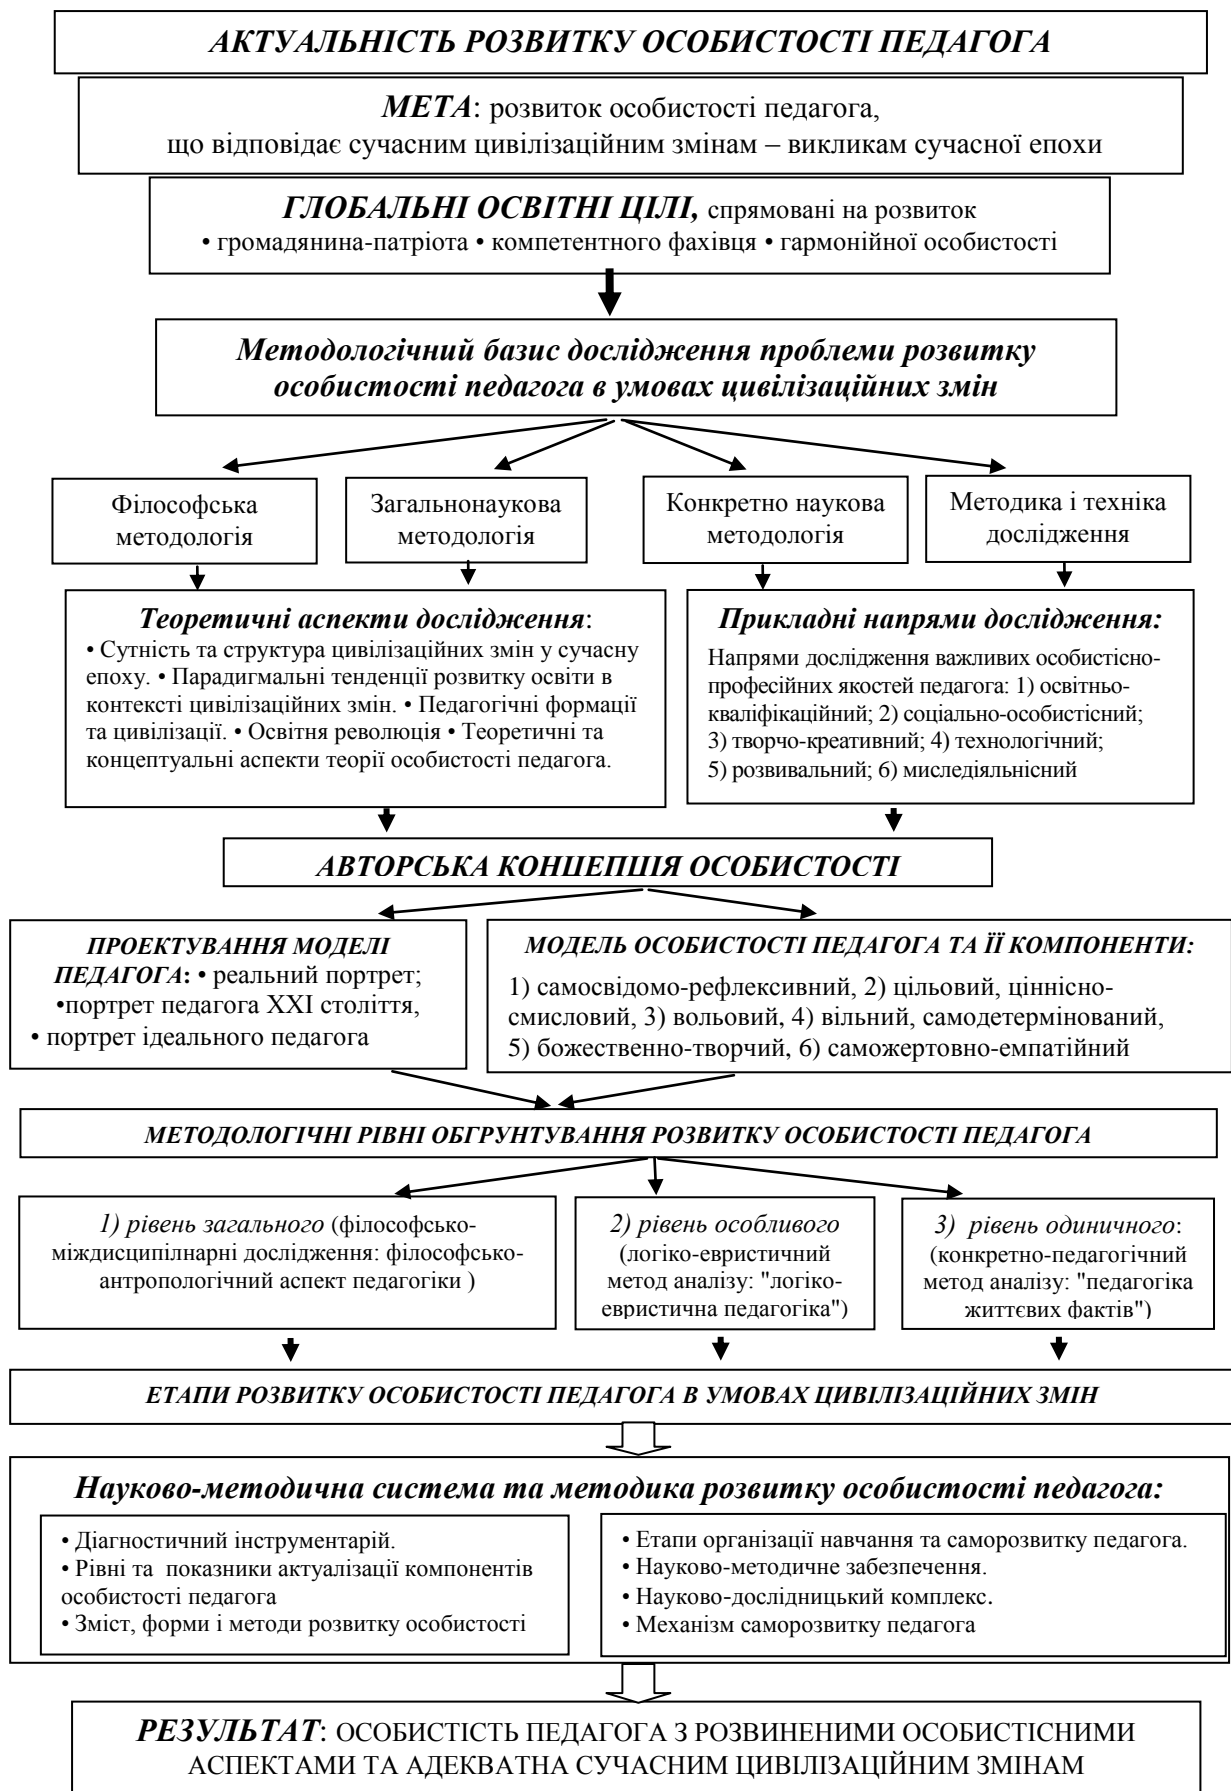 АКТУАЛЬНІСТЬ РОЗВИТКУ ОСОБИСТОСТІ ПЕДАГОГА
МЕТА: розвиток особистості педагога,
що відповідає сучасним цивілізаційним змінам – викликам сучасної епохи
ГЛОБАЛЬНІ ОСВІТНІ ЦІЛІ, спрямовані на розвиток
• громадянина-патріота • компетентного фахівця • гармонійної особистості
Методологічний базис дослідження проблеми розвитку
особистості педагога в умовах цивілізаційних змін
Філософська
методологія
Загальнонаукова
методологія
Конкретно наукова
методологія
Методика і техніка
дослідження
Теоретичні аспекти дослідження:
• Сутність та структура цивілізаційних змін у сучасну
епоху. • Парадигмальні тенденції розвитку освіти в
контексті цивілізаційних змін. • Педагогічні формації
та цивілізації. • Освітня революція • Теоретичні та
концептуальні аспекти теорії особистості педагога.
Прикладні напрями дослідження:
Напрями дослідження важливих особистісно-
професійних якостей педагога: 1) освітньо-
кваліфікаційний; 2) соціально-особистісний;
3) творчо-креативний; 4) технологічний;
5) розвивальний; 6) миследіяльнісний
АВТОРСЬКА КОНЦЕПЦІЯ ОСОБИСТОСТІ
ПРОЕКТУВАННЯ МОДЕЛІ
ПЕДАГОГА: • реальний портрет;
•портрет педагога XXI століття,
• портрет ідеального педагога
МОДЕЛЬ ОСОБИСТОСТІ ПЕДАГОГА ТА ЇЇ КОМПОНЕНТИ:
1) самосвідомо-рефлексивний, 2) цільовий, ціннісно-
смисловий, 3) вольовий, 4) вільний, самодетермінований,
5) божественно-творчий, 6) саможертовно-емпатійний
МЕТОДОЛОГІЧНІ РІВНІ ОБГРУНТУВАННЯ РОЗВИТКУ ОСОБИСТОСТІ ПЕДАГОГА
1) рівень загального (філософсько-
міждисципілнарні дослідження: філософсько-
антропологічний аспект педагогіки )
2) рівень особливого
(логіко-евристичний
метод аналізу: "логіко-
евристична педагогіка")
3) рівень одиничного:
(конкретно-педагогічний
метод аналізу: "педагогіка
життєвих фактів")
ЕТАПИ РОЗВИТКУ ОСОБИСТОСТІ ПЕДАГОГА В УМОВАХ ЦИВІЛІЗАЦІЙНИХ ЗМІН
Науково-методична система та методика розвитку особистості педагога:
• Діагностичний інструментарій.
• Рівні та показники актуалізації компонентів
особистості педагога
• Зміст, форми і методи розвитку особистості
• Етапи організації навчання та саморозвитку педагога.
• Науково-методичне забезпечення.
• Науково-дослідницький комплекс.
• Механізм саморозвитку педагога
РЕЗУЛЬТАТ: ОСОБИСТІСТЬ ПЕДАГОГА З РОЗВИНЕНИМИ ОСОБИСТІСНИМИ
АСПЕКТАМИ ТА АДЕКВАТНА СУЧАСНИМ ЦИВІЛІЗАЦІЙНИМ ЗМІНАМ